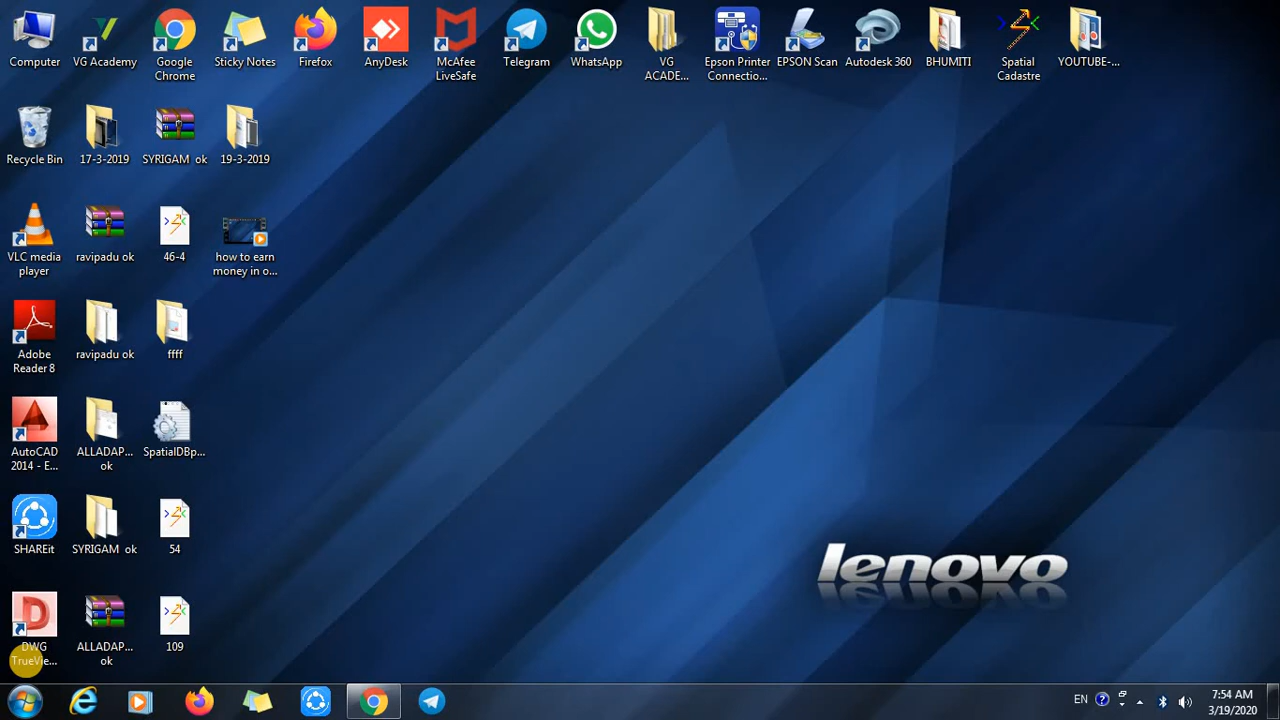 Computer
VG Academy
Google
Chrome
Sticky Notes
Firefox
AnyDesk
McAfee
LiveSafe
Telegram
WhatsApp
VG
ACADE...
Epson Printer
Connectio...
EPSON Scan
Autodesk 360
BHUMITI
Spatial
Cadastre
YOUTUBE-...
Recycle Bin
17-3-2019
SYRIGAM ok
19-3-2019
VLC media
player
ravipadu ok
46-4
how to earn
money in o...
Adobe
Reader 8
ravipadu ok
ffff
AutoCAD
2014 - E...
ALLADAP...
ok
SpatialDBp...
SHAREit
SYRIGAM ok
54
DWG
TrueVie...
ALLADAP...
ok
109
lenovo
EN
7:54 AM
3/19/2020